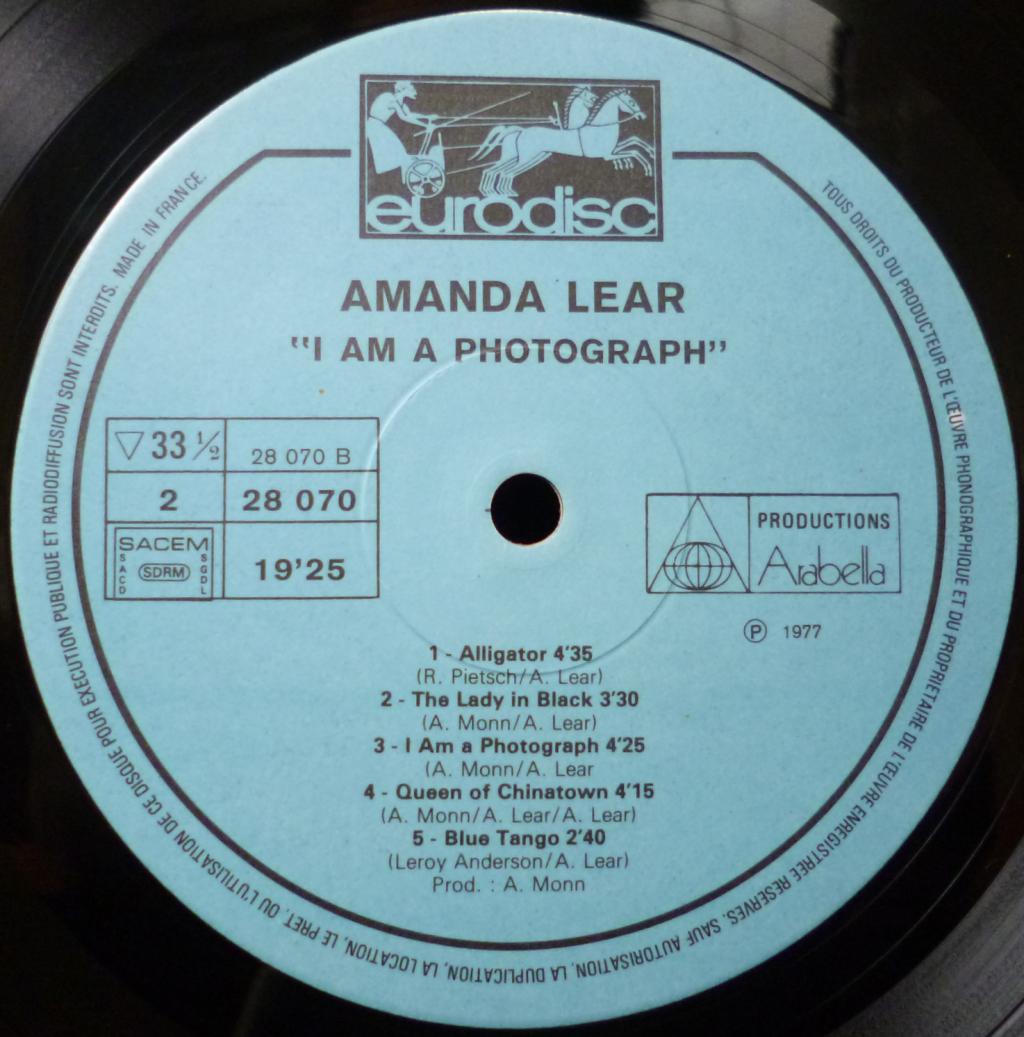 eurodisc
AMANDA LEAR
"I AM A PHOTOGRAPH"
▽ 33 ½
28 070 B
2
28 070
SACEM
SACD
SDRM
SGDL
19'25
PRODUCTIONS
Arabella
Ⓟ 1977
1 - Alligator 4'35
(R. Pietsch/A. Lear)
2 - The Lady in Black 3'30
(A. Monn/A. Lear)
3 - I Am a Photograph 4'25
(A. Monn/A. Lear
4 - Queen of Chinatown 4'15
(A. Monn/A. Lear/A. Lear)
5 - Blue Tango 2'40
(Leroy Anderson/A. Lear)
Prod. : A. Monn
TOUS DROITS DU PRODUCTEUR DE L'ŒUVRE PHONOGRAPHIQUE ET DU PROPRIETAIRE DE L'ŒUVRE ENREGISTREE RESERVES. SAUF AUTORISATION, LA DUPLICATION, LA LOCATION, LE PRET, OU L'UTILISATION DE CE DISQUE POUR EXECUTION PUBLIQUE ET RADIODIFFUSION SONT INTERDITS. MADE IN FRANCE.